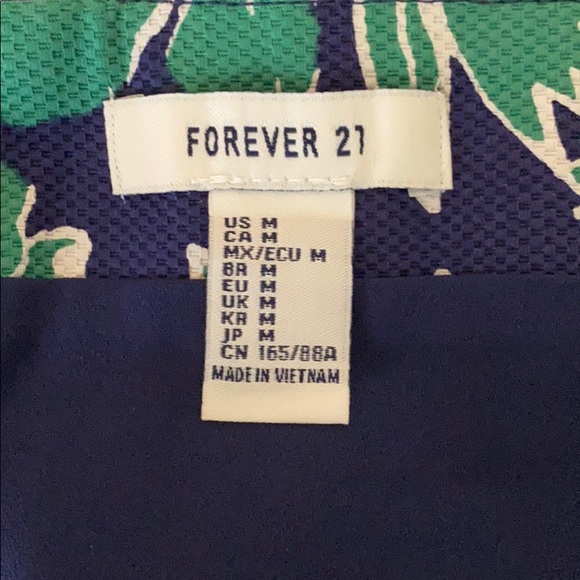 FOREVER 21
US M
CA M
MX/ECU M
BR M
EU M
UK M
KR M
JP M
CN 165/88A
MADE IN VIETNAM